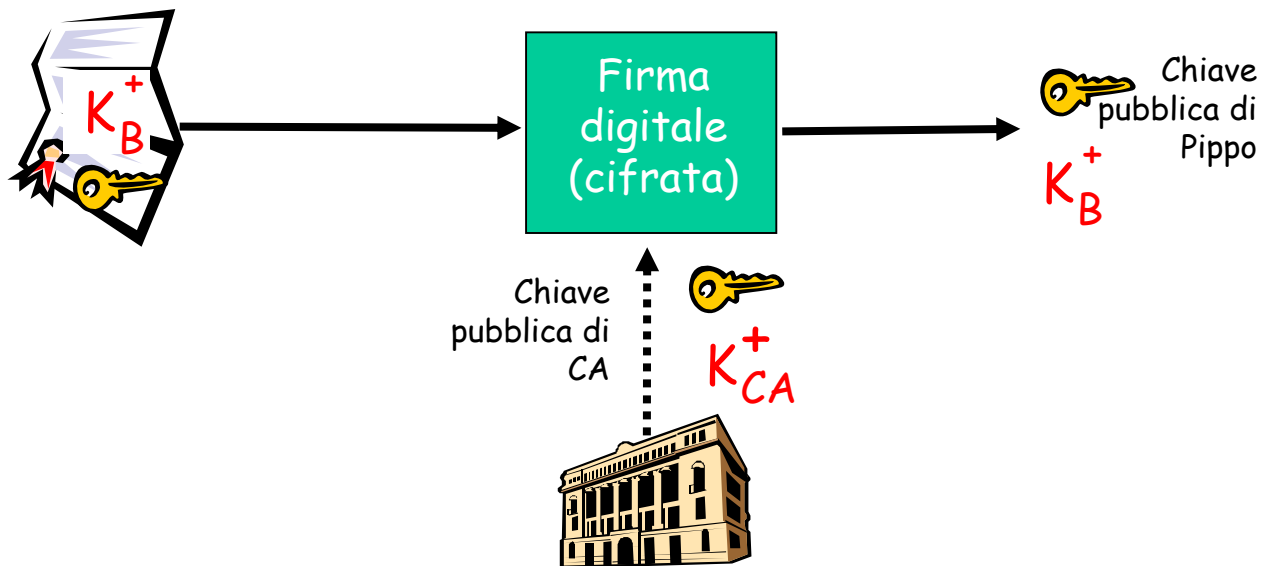 K_B^+
Firma
digitale
(cifrata)
Chiave
pubblica di
Pippo
K_B^+
Chiave
pubblica di
CA
K_CA^+